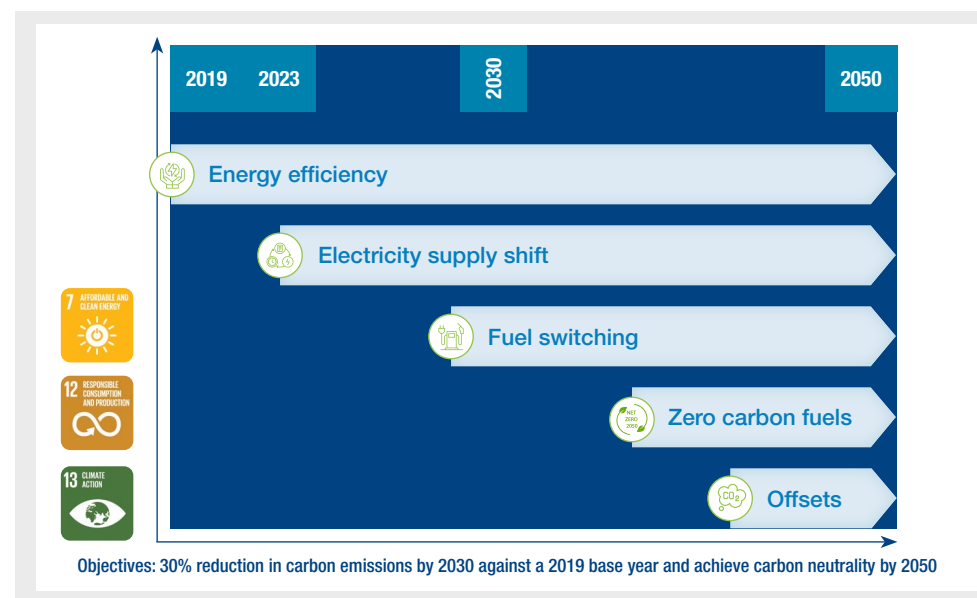 2019
2023
2030
2050
Energy efficiency
Electricity supply shift
Fuel switching
NET
ZERO
2050
Zero carbon fuels
CO2
Offsets
7 AFFORDABLE AND
CLEAN ENERGY
12 RESPONSIBLE
CONSUMPTION
AND PRODUCTION
13 CLIMATE
ACTION
Objectives: 30% reduction in carbon emissions by 2030 against a 2019 base year and achieve carbon neutrality by 2050